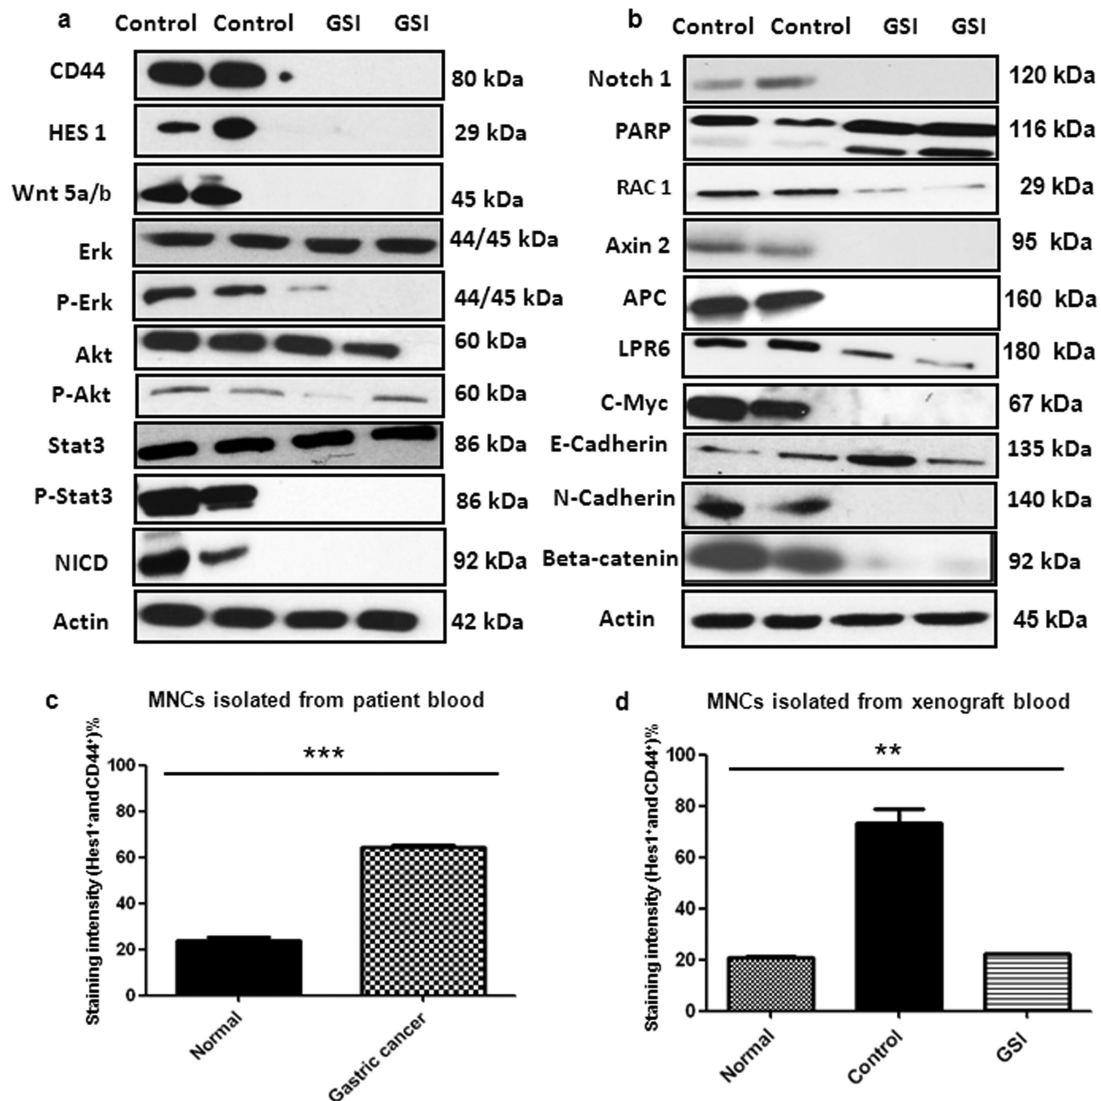 a
Control Control GSI GSI
CD44 80 kDa
HES 1 29 kDa
Wnt 5a/b 45 kDa
Erk 44/45 kDa
P-Erk 44/45 kDa
Akt 60 kDa
P-Akt 60 kDa
Stat3 86 kDa
P-Stat3 86 kDa
NICD 92 kDa
Actin 42 kDa
b
Control Control GSI GSI
Notch 1 120 kDa
PARP 116 kDa
RAC 1 29 kDa
Axin 2 95 kDa
APC 160 kDa
LPR6 180 kDa
C-Myc 67 kDa
E-Cadherin 135 kDa
N-Cadherin 140 kDa
Beta-catenin 92 kDa
Actin 45 kDa
c
MNCs isolated from patient blood
Staining intensity (Hes1⁺andCD44⁺)%
100
80
60
40
20
0
***
Normal
Gastric cancer
d
MNCs isolated from xenograft blood
Staining intensity (Hes1⁺andCD44⁺)%
100
80
60
40
20
0
**
Normal
Control
GSI